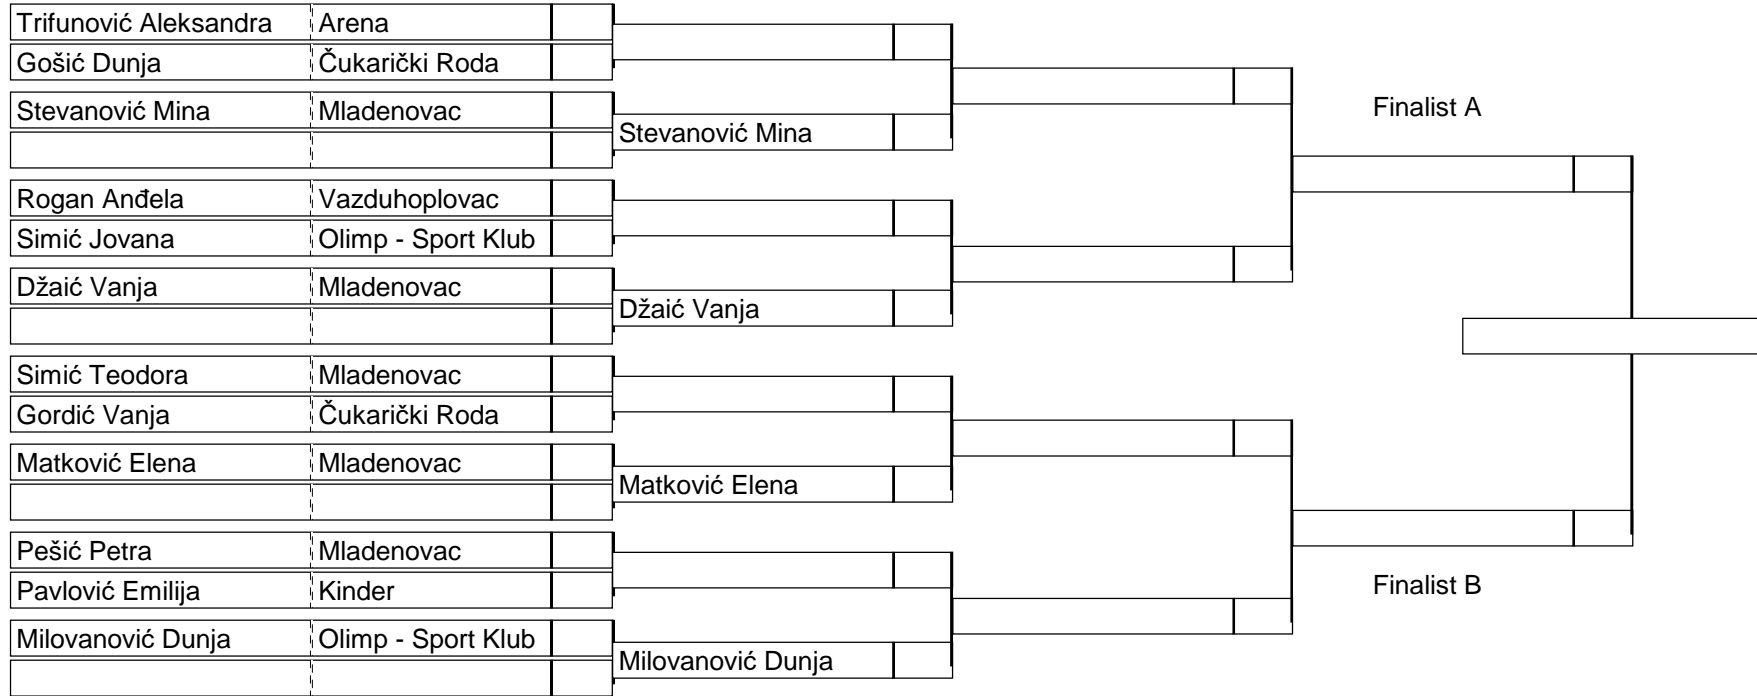 Trifunović Aleksandra Arena
Gošić Dunja Čukarički Roda
Stevanović Mina Mladenovac
Stevanović Mina
Finalist A
Rogan Anđela Vazduhoplovac
Simić Jovana Olimp - Sport Klub
Džaić Vanja Mladenovac
Džaić Vanja
Simić Teodora Mladenovac
Gordić Vanja Čukarički Roda
Matković Elena Mladenovac
Matković Elena
Pešić Petra Mladenovac
Pavlović Emilija Kinder
Finalist B
Milovanović Dunja Olimp - Sport Klub
Milovanović Dunja